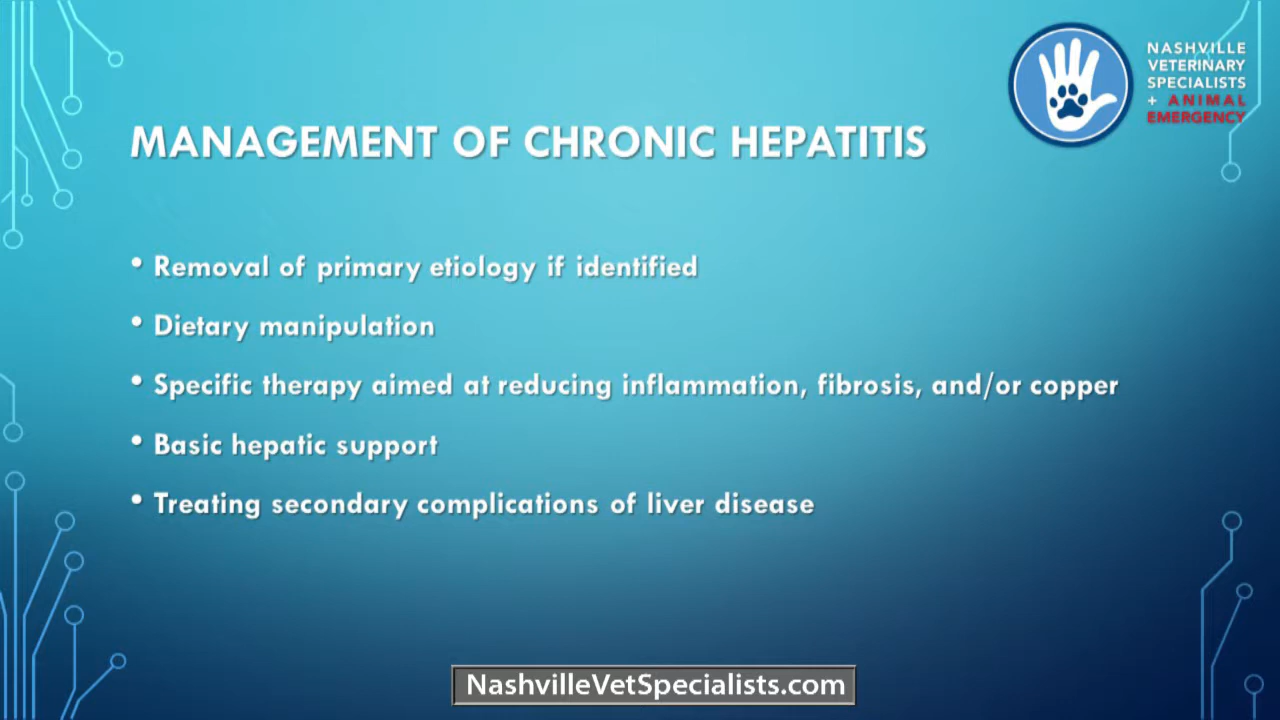 NASHVILLE
VETERINARY
SPECIALISTS
+ ANIMAL
EMERGENCY
MANAGEMENT OF CHRONIC HEPATITIS
• Removal of primary etiology if identified
• Dietary manipulation
• Specific therapy aimed at reducing inflammation, fibrosis, and/or copper
• Basic hepatic support
• Treating secondary complications of liver disease
NashvilleVetSpecialists.com